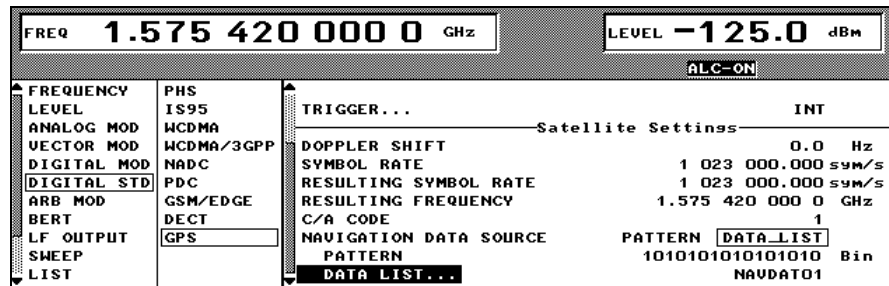 FREQ 1.575 420 000 0 GHz LEVEL -125.0 dBm
ALC-ON
FREQUENCY
LEVEL
ANALOG MOD
VECTOR MOD
DIGITAL MOD
DIGITAL STD
ARB MOD
BERT
LF OUTPUT
SWEEP
LIST
PHS
IS95
WCDMA
WCDMA/3GPP
NADC
PDC
GSM/EDGE
DECT
GPS
TRIGGER... INT
Satellite Settings
DOPPLER SHIFT 0.0 Hz
SYMBOL RATE 1 023 000.000 sym/s
RESULTING SYMBOL RATE 1 023 000.000 sym/s
RESULTING FREQUENCY 1.575 420 000 0 GHz
C/A CODE 1
NAVIGATION DATA SOURCE PATTERN DATA_LIST
PATTERN 1010101010101010 Bin
DATA LIST... NAVDAT01